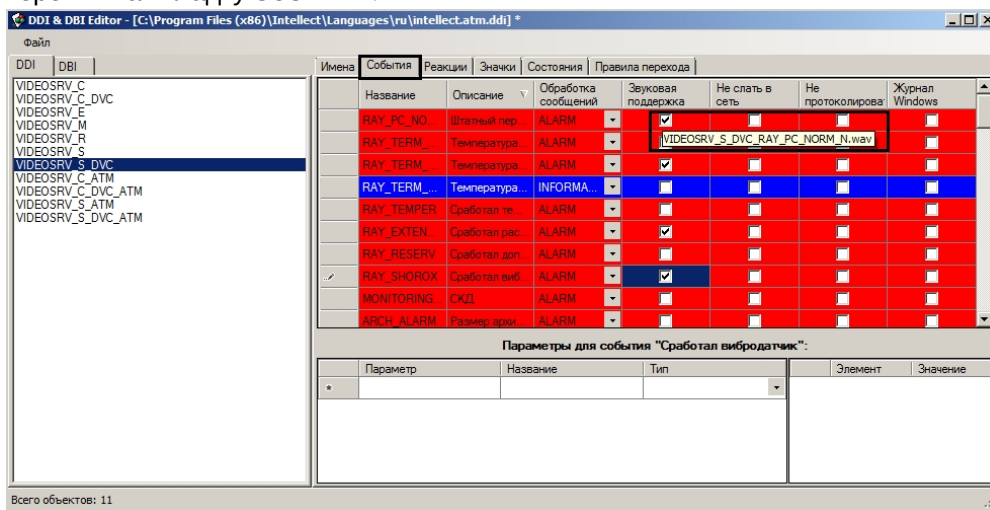 DDI & DBI Editor - [C:\Program Files (x86)\Intellect\Languages\ru\intellect.atm.ddi] *
Файл
DDI DBI
VIDEOSRV_C
VIDEOSRV_C_DVC
VIDEOSRV_E
VIDEOSRV_M
VIDEOSRV_R
VIDEOSRV_S
VIDEOSRV_S_DVC
VIDEOSRV_C_ATM
VIDEOSRV_C_DVC_ATM
VIDEOSRV_S_ATM
VIDEOSRV_S_DVC_ATM
Имена События Реакции Значки Состояния Правила перехода
Название Описание Обработка сообщений Звуковая поддержка Не слать в сеть Не протоколирова Журнал Windows
RAY_PC_NO... Штатный пер... ALARM
VIDEOSRV_S_DVC_RAY_PC_NORM_N.wav
RAY_TERM_... Температура... ALARM
RAY_TERM_... Температура... ALARM
RAY_TERM_... Температура... INFORMA...
RAY_TEMPER Сработал те... ALARM
RAY_EXTEN... Сработал рас... ALARM
RAY_RESERV Сработал доп... ALARM
RAY_SHOROX Сработал виб... ALARM
MONITORING... СКД ALARM
ARCH_ALARM Размер архи... ALARM
Параметры для события "Сработал вибродатчик":
Параметр Название Тип Элемент Значение
Всего объектов: 11